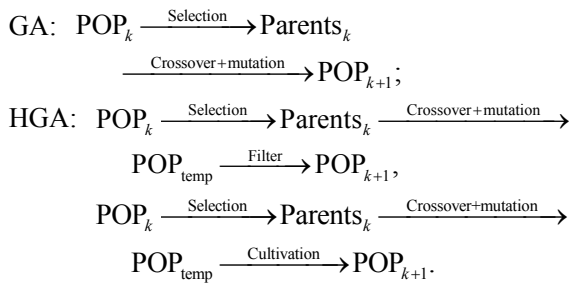 GA: POP_k —Selection→ Parents_k
—Crossover+mutation→ POP_{k+1};
HGA: POP_k —Selection→ Parents_k —Crossover+mutation→
POP_temp —Filter→ POP_{k+1},
POP_k —Selection→ Parents_k —Crossover+mutation→
POP_temp —Cultivation→ POP_{k+1}.